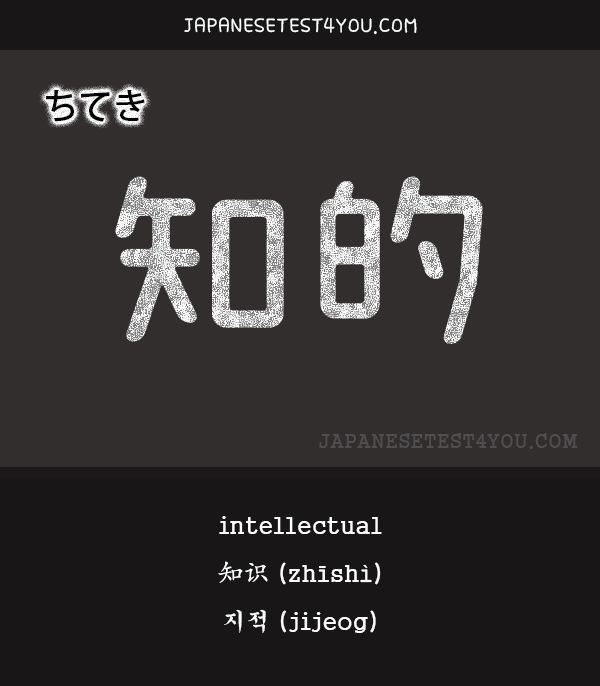 JAPANESETEST4YOU.COM
ちてき
知的
JAPANESETEST4YOU.COM
intellectual
知识 (zhīshì)
지적 (jijeog)